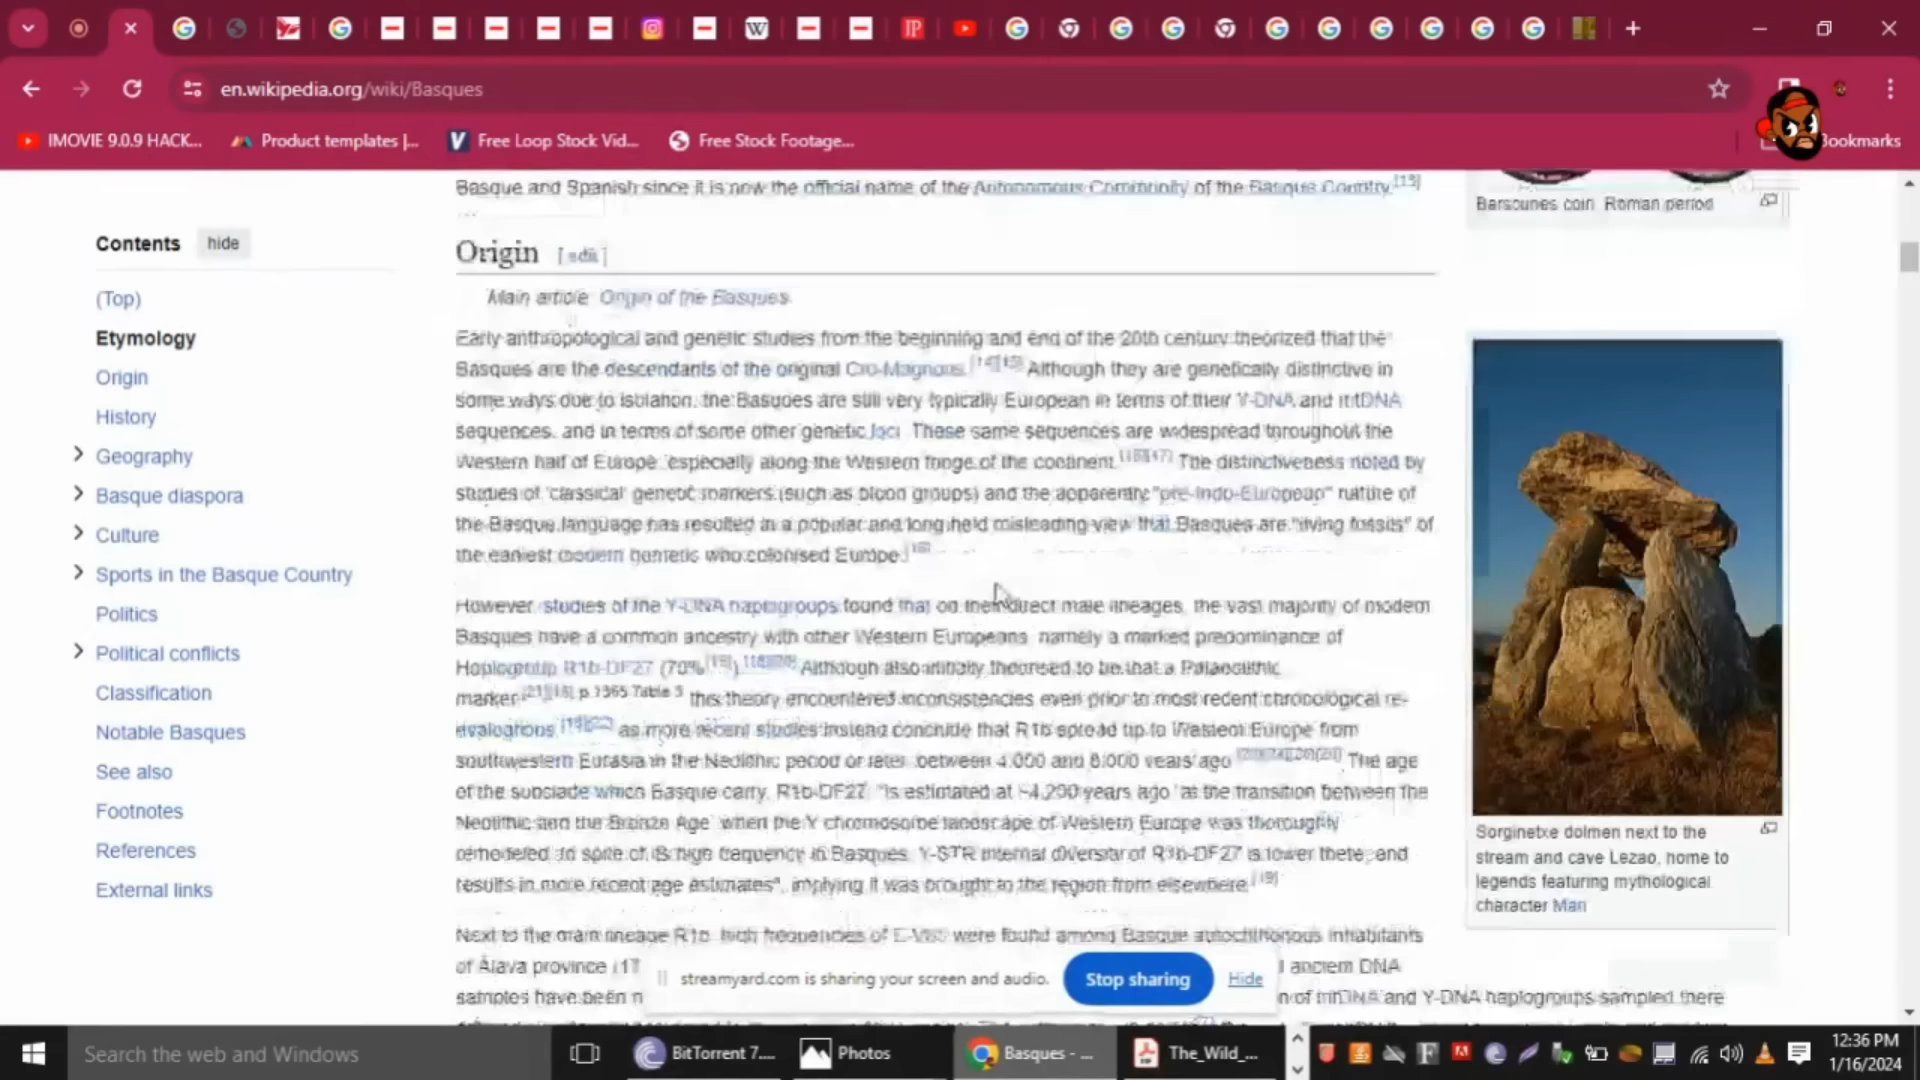 en.wikipedia.org/wiki/Basques
IMOVIE 9.0.9 HACK...
Product templates |...
Free Loop Stock Vid...
Free Stock Footage...
Bookmarks
Basque and Spanish since it is now the official name of the Autonomous Community of the Basque Country.[13]
Contents hide
(Top)
Etymology
Origin
History
Geography
Basque diaspora
Culture
Sports in the Basque Country
Politics
Political conflicts
Classification
Notable Basques
See also
Footnotes
References
External links
Origin [edit]
Main article: Origin of the Basques
Early anthropological and genetic studies from the beginning and end of the 20th century theorized that the
Basques are the descendants of the original Cro-Magnons.[14][15] Although they are genetically distinctive in
some ways due to isolation, the Basques are still very typically European in terms of their Y-DNA and mtDNA
sequences, and in terms of some other genetic loci. These same sequences are widespread throughout the
Western half of Europe, especially along the Western fringe of the continent.[16][17] The distinctiveness noted by
studies of 'classical' genetic markers (such as blood groups) and the apparently "pre-Indo-European" nature of
the Basque language has resulted in a popular and long-held misleading view that Basques are "living fossils" of
the earliest modern humans who colonised Europe.[18]
However, studies of the Y-DNA haplogroups found that on their direct male lineages, the vast majority of modern
Basques have a common ancestry with other Western Europeans, namely a marked predominance of
Haplogroup R1b-DF27 (70%[19]). Although also initially theorised to be that a Palaeolithic
marker,[21][18] p.1365 Table 3 this theory encountered inconsistencies even prior to most recent chronological re-
evaluations, as more recent studies instead conclude that R1b spread up to Western Europe from
southwestern Eurasia in the Neolithic period or later, between 4,000 and 8,000 years ago. The age
of the subclade which Basque carry, R1b-DF27, "is estimated at ~4,200 years ago, at the transition between the
Neolithic and the Bronze Age, when the Y chromosome landscape of Western Europe was thoroughly
remodeled. In spite of its high frequency in Basques, Y-STR internal diversity of R1b-DF27 is lower there, and
results in more recent age estimates", implying it was brought to the region from elsewhere.[19]
Next to the main lineage R1b, high frequencies of were found among Basque autochthonous inhabitants
of Álava province (17 ancient DNA
samples have been n of mtDNA and Y-DNA haplogroups sampled there
Barscunes coin Roman period
Sorginetxe dolmen next to the
stream and cave Lezao, home to
legends featuring mythological
character Mari
streamyard.com is sharing your screen and audio. Stop sharing Hide
Search the web and Windows
BitTorrent 7....
Photos
Basques - ...
The_Wild_...
12:36 PM
1/16/2024